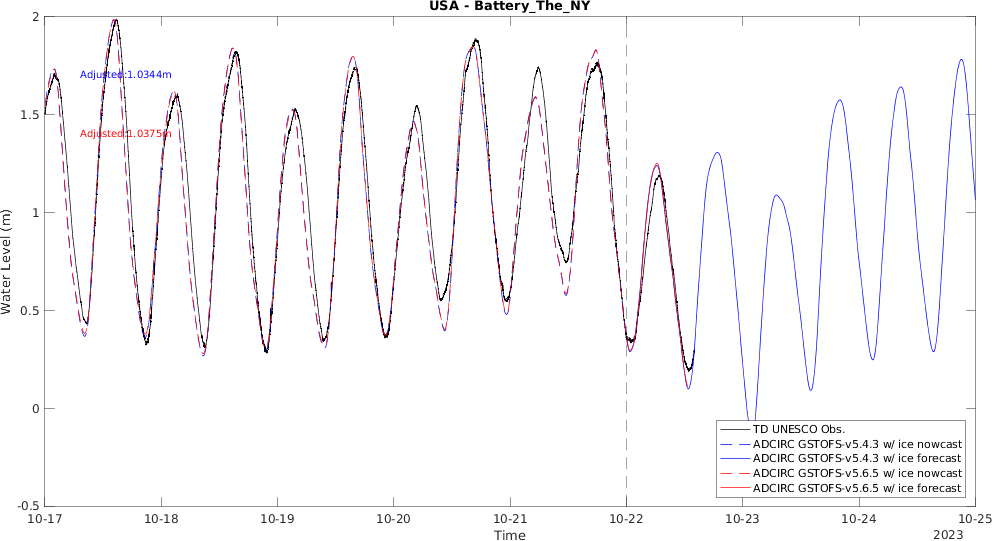 USA - Battery_The_NY
2
Adjusted:1.0344m
1.5
Adjusted:1.0375m
1
Water Level (m)
0.5
0
TD UNESCO Obs.
ADCIRC GSTOFS-v5.4.3 w/ ice nowcast
ADCIRC GSTOFS-v5.4.3 w/ ice forecast
ADCIRC GSTOFS-v5.6.5 w/ ice nowcast
ADCIRC GSTOFS-v5.6.5 w/ ice forecast
-0.5
10-17 10-18 10-19 10-20 10-21 10-22 10-23 10-24 10-25
Time
2023